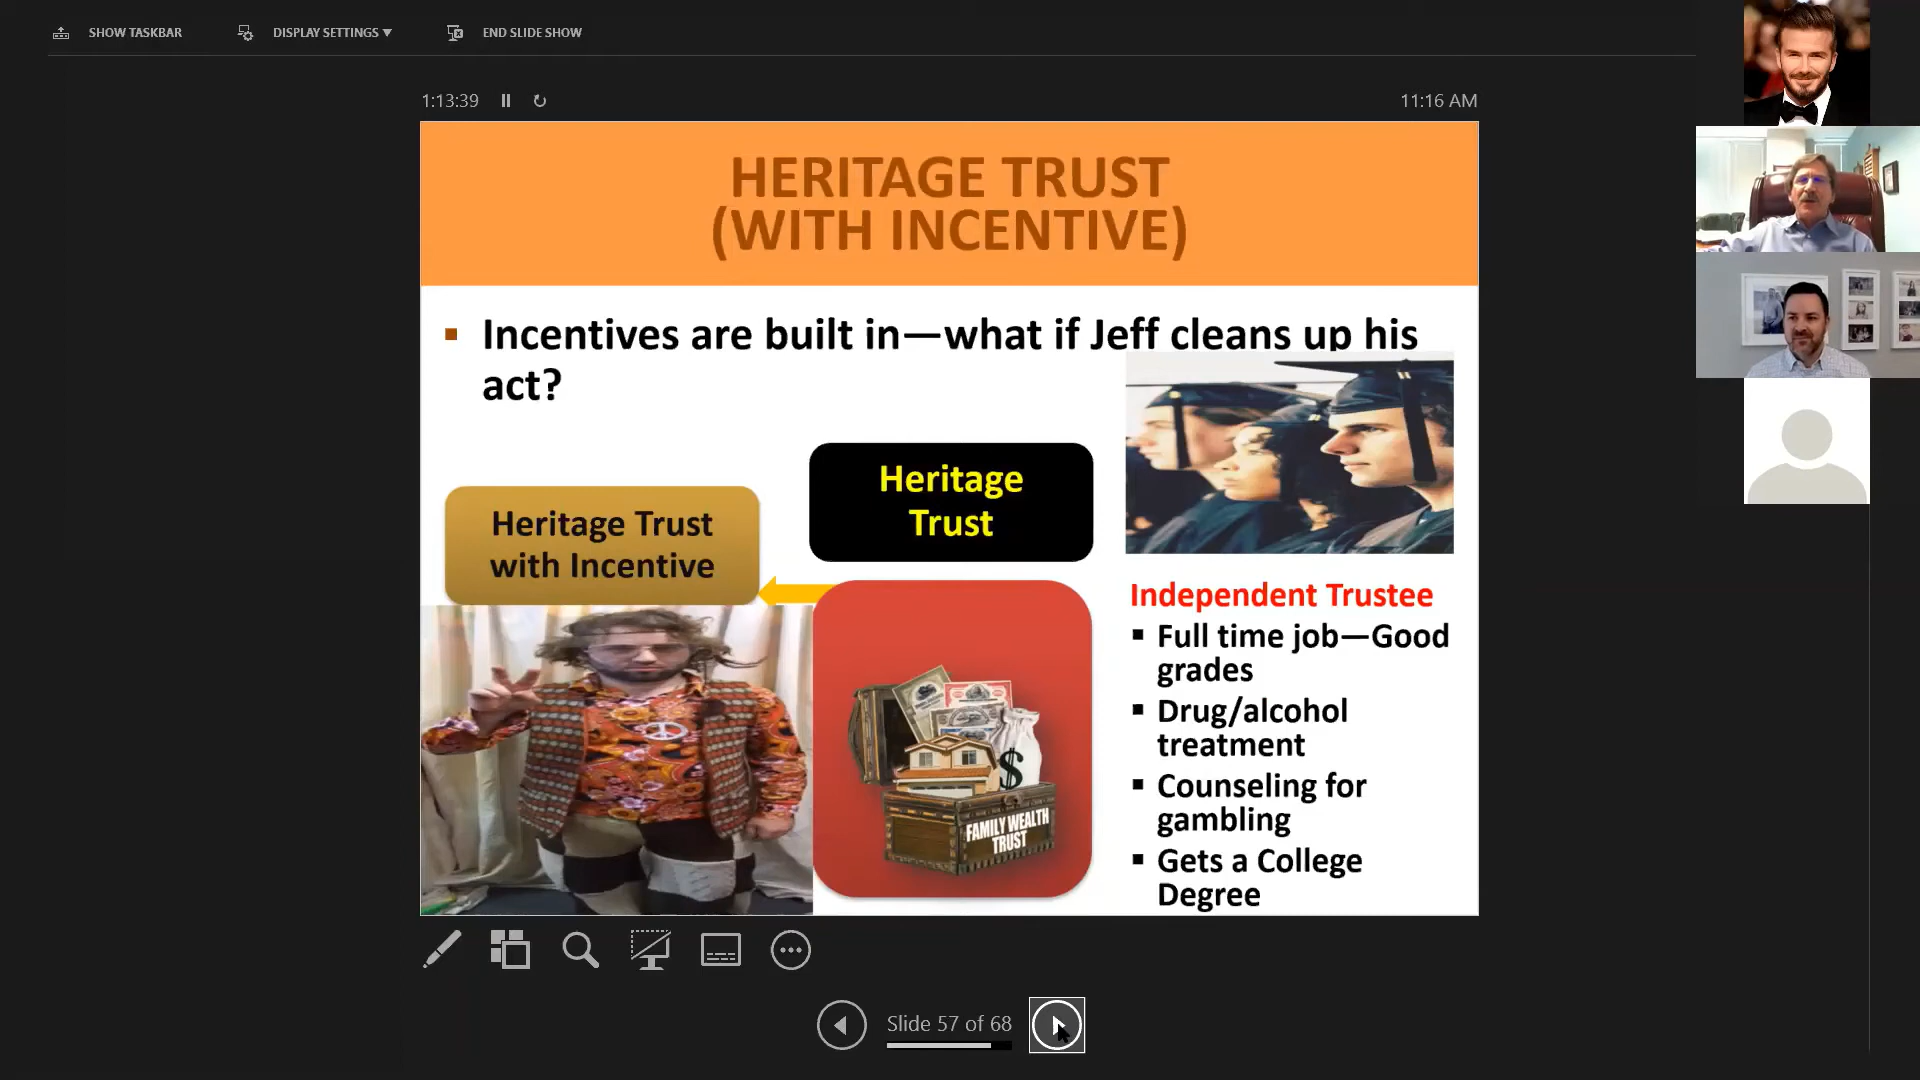 SHOW TASKBAR
DISPLAY SETTINGS ▼
END SLIDE SHOW
1:13:39
11:16 AM
HERITAGE TRUST
(WITH INCENTIVE)
▪ Incentives are built in—what if Jeff cleans up his
act?
Heritage
Trust
Heritage Trust
with Incentive
FAMILY WEALTH
TRUST
$
Independent Trustee
▪ Full time job—Good
grades
▪ Drug/alcohol
treatment
▪ Counseling for
gambling
▪ Gets a College
Degree
Slide 57 of 68